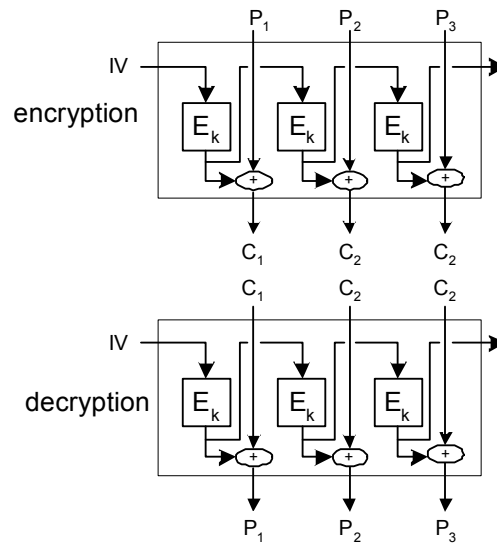 P1 P2 P3
IV
encryption
Ek Ek Ek
+ + +
C1 C2 C2
C1 C2 C2
IV
decryption
Ek Ek Ek
+ + +
P1 P2 P3